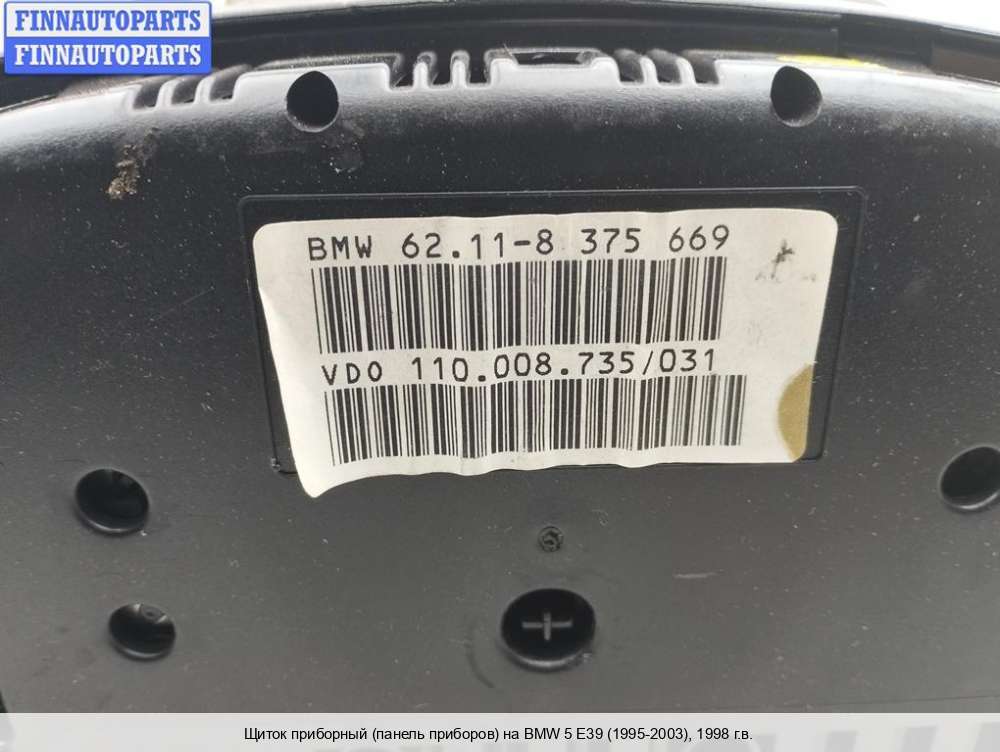 FINNAUTOPARTS
FINNAUTOPARTS
BMW 62.11-8 375 669
VDO 110.008.735/031
Щиток приборный (панель приборов) на BMW 5 E39 (1995-2003), 1998 г.в.